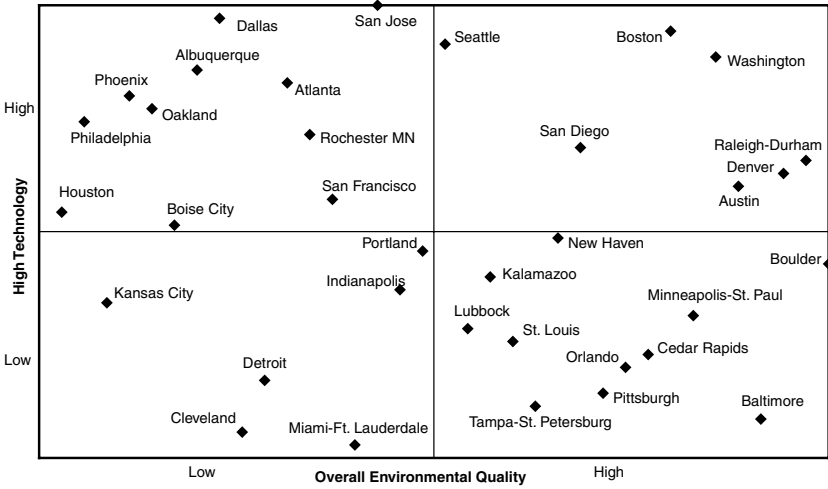 San Jose
Dallas
Seattle
Boston
Albuquerque
Washington
Phoenix
Atlanta
High
Oakland
Philadelphia
Rochester MN
San Diego
Raleigh-Durham
Denver
Houston
San Francisco
Austin
Boise City
High Technology
Portland
New Haven
Boulder
Kalamazoo
Indianapolis
Kansas City
Minneapolis-St. Paul
Lubbock
St. Louis
Cedar Rapids
Low
Orlando
Detroit
Pittsburgh
Baltimore
Cleveland
Miami-Ft. Lauderdale
Tampa-St. Petersburg
Low
Overall Environmental Quality
High